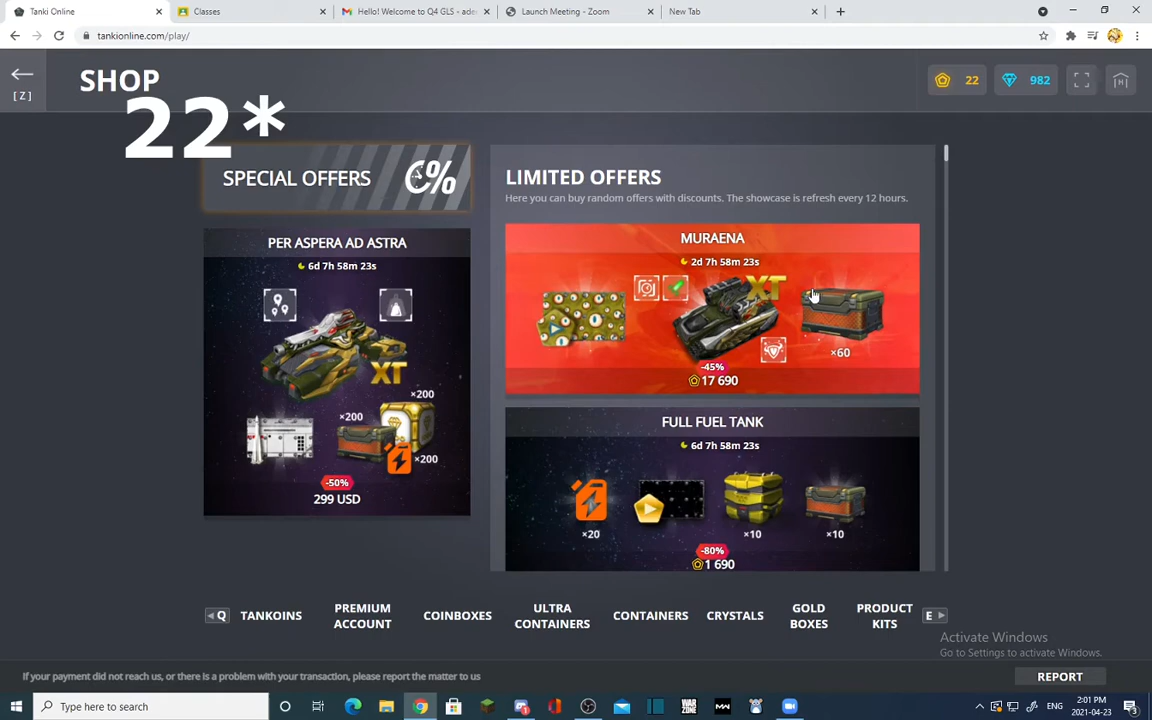 Tanki Online
Classes
Hello! Welcome to Q4 GLS - ade
Launch Meeting - Zoom
New Tab
tankionline.com/play/
[ Z ]
SHOP
22
982
H
22*
SPECIAL OFFERS
%
PER ASPERA AD ASTRA
6d 7h 58m 23s
XT
×200
×200
×200
-50%
299 USD
LIMITED OFFERS
Here you can buy random offers with discounts. The showcase is refresh every 12 hours.
MURAENA
2d 7h 58m 23s
XT
×60
-45%
17 690
FULL FUEL TANK
6d 7h 58m 23s
×20
×10
×10
-80%
1 690
Q
TANKOINS
PREMIUM
ACCOUNT
COINBOXES
ULTRA
CONTAINERS
CONTAINERS
CRYSTALS
GOLD
BOXES
PRODUCT
KITS
E
Activate Windows
Go to Settings to activate Windows.
If your payment did not reach us, or there is a problem with your transaction, please report the matter to us
REPORT
Type here to search
WAR
ZONE
ENG
2:01 PM
2021-04-23
3